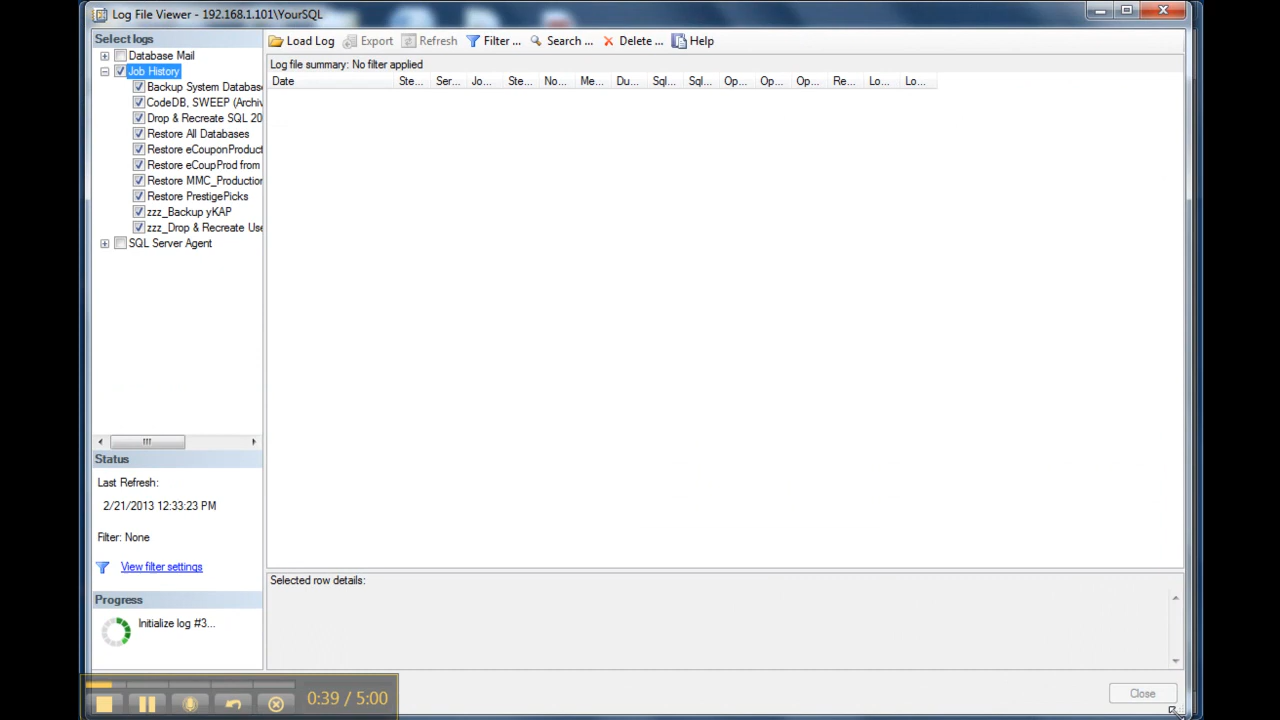 Log File Viewer - 192.168.1.101\YourSQL
Select logs
Database Mail
Job History
Backup System Databas
CodeDB, SWEEP (Archiv
Drop & Recreate SQL 20
Restore All Databases
Restore eCouponProduct
Restore eCoupProd from
Restore MMC_Production
Restore PrestigePicks
zzz_Backup yKAP
zzz_Drop & Recreate Use
SQL Server Agent
Status
Last Refresh:
2/21/2013 12:33:23 PM
Filter: None
View filter settings
Progress
Initialize log #3...
Load Log Export Refresh Filter ... Search ... Delete ... Help
Log file summary: No filter applied
Date Ste... Ser... Jo... Ste... No... Me... Du... Sql... Sql... Op... Op... Op... Re... Lo... Lo...
Selected row details:
Close
0:39 / 5:00